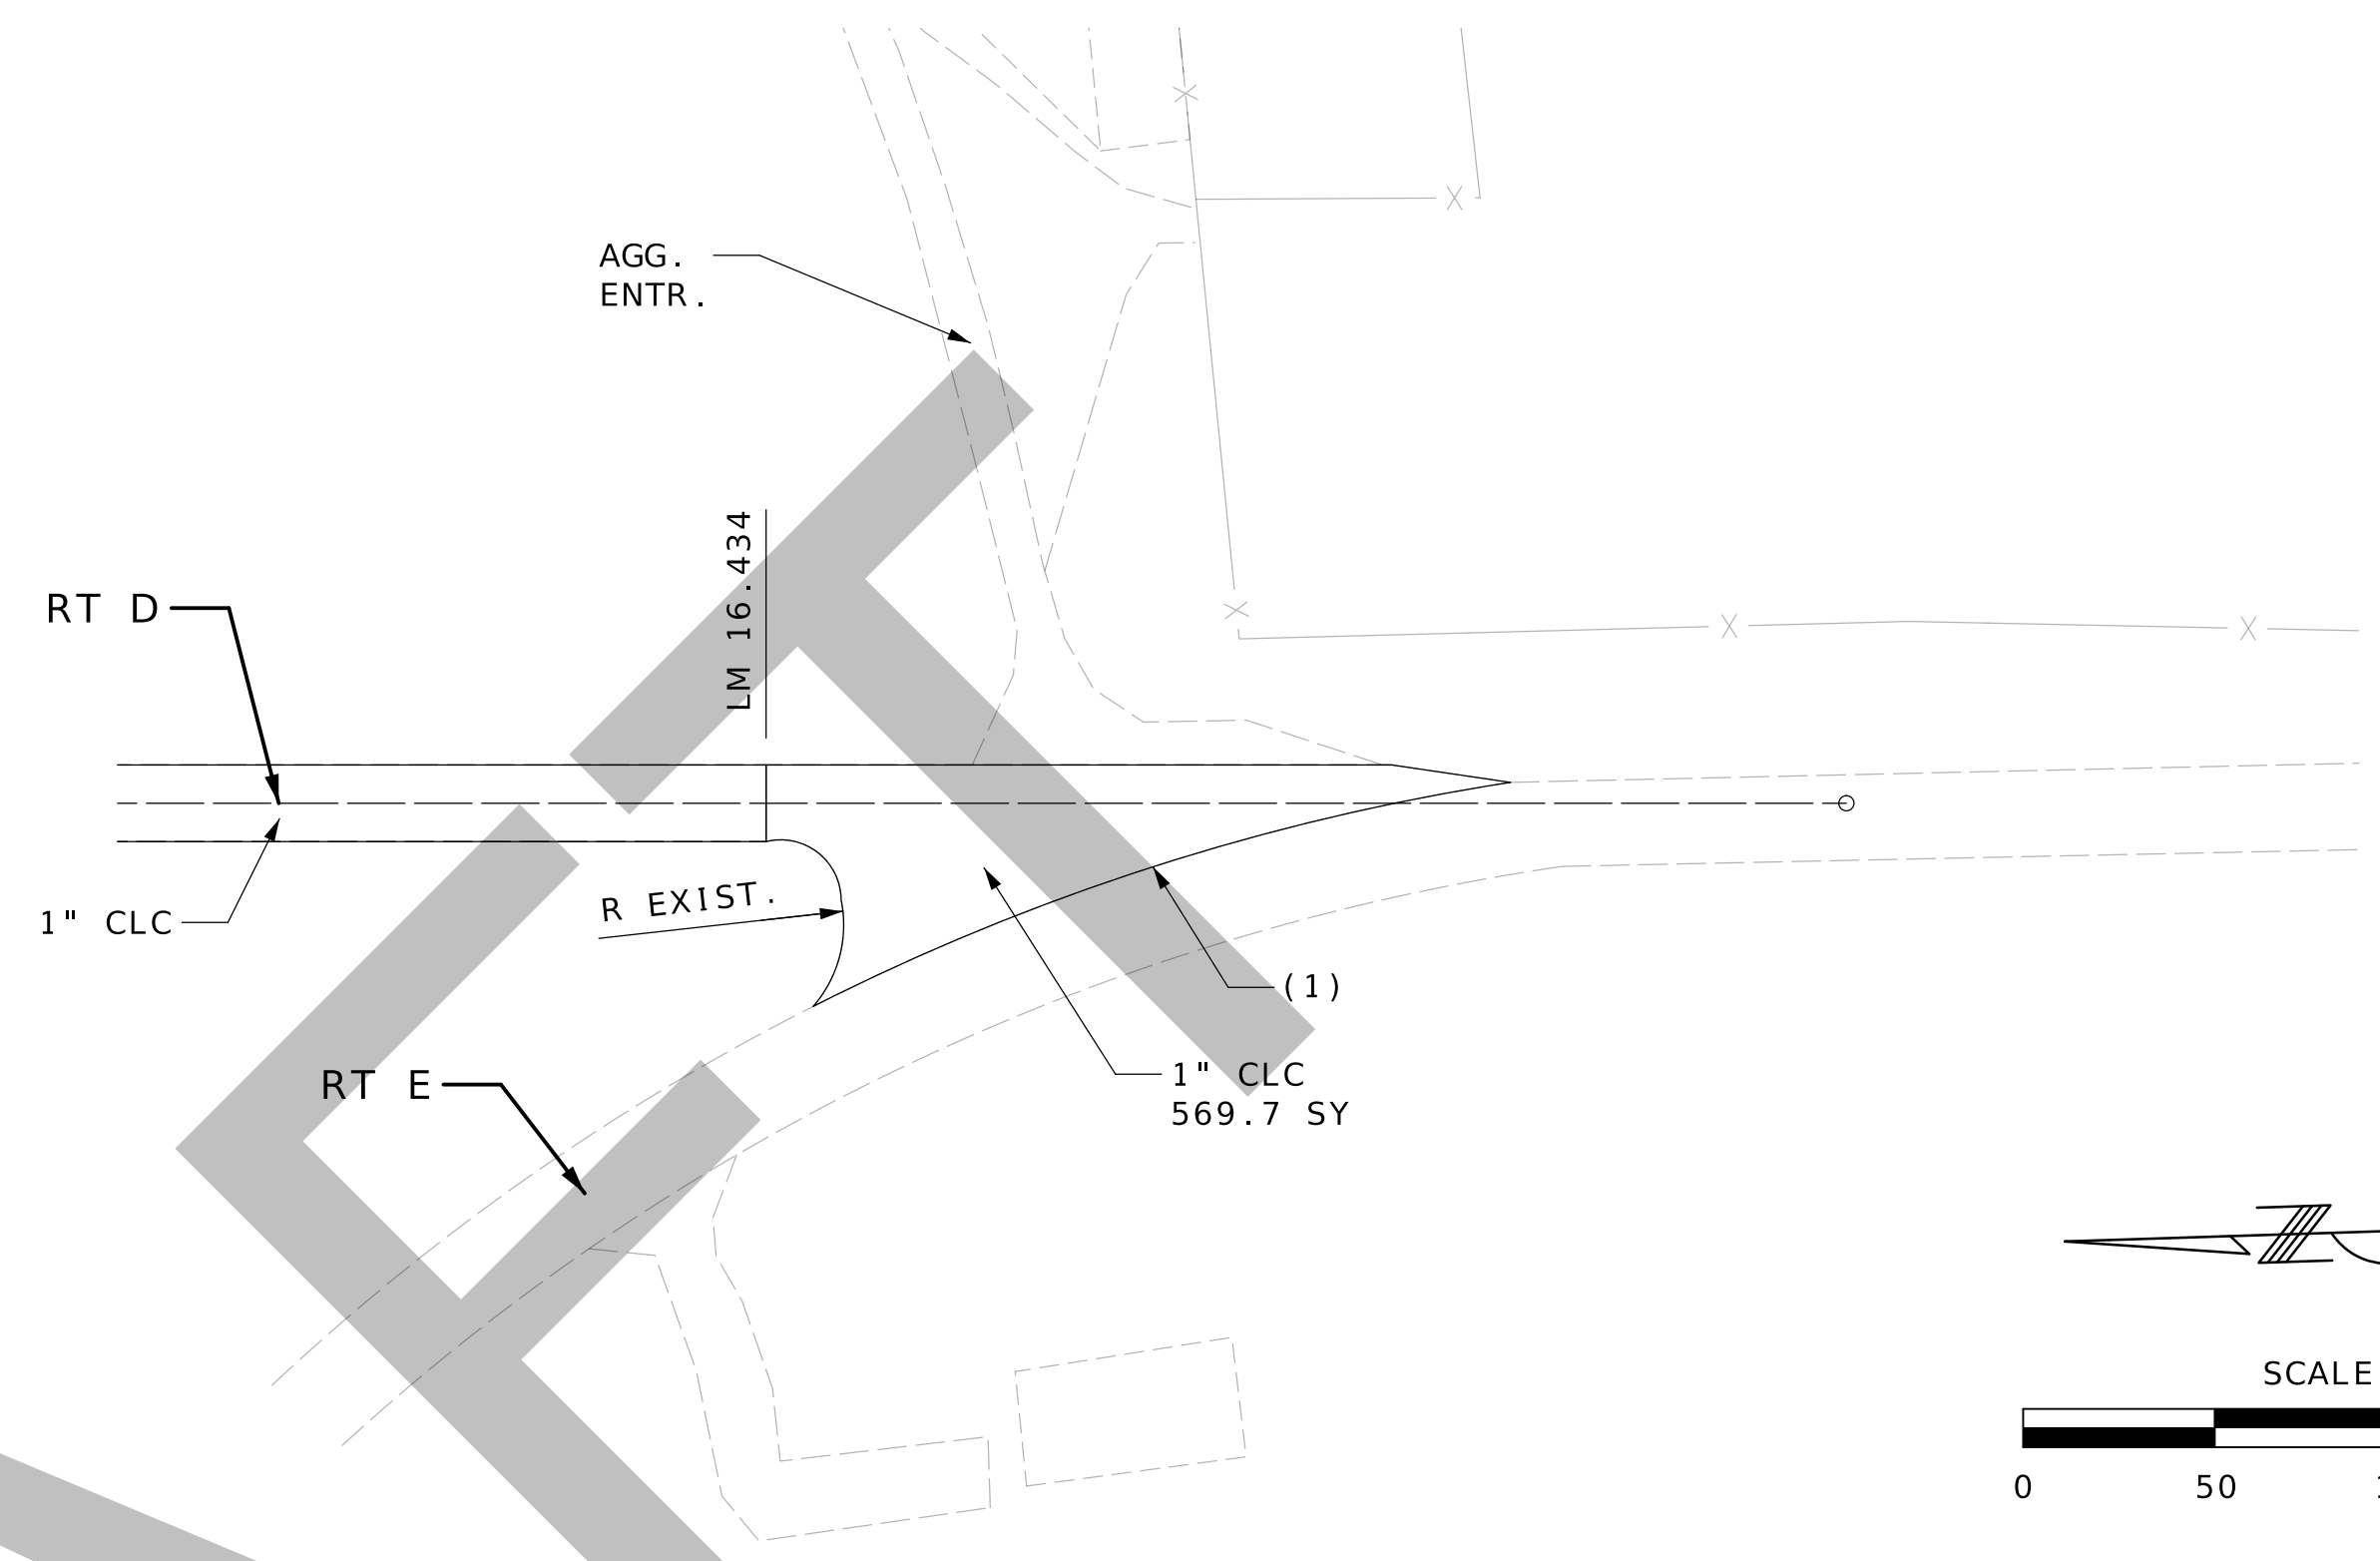 AGG.
ENTR.
LM 16.434
RT D
1" CLC
R EXIST.
(1)
1" CLC
569.7 SY
RT E
SCALE
0 50